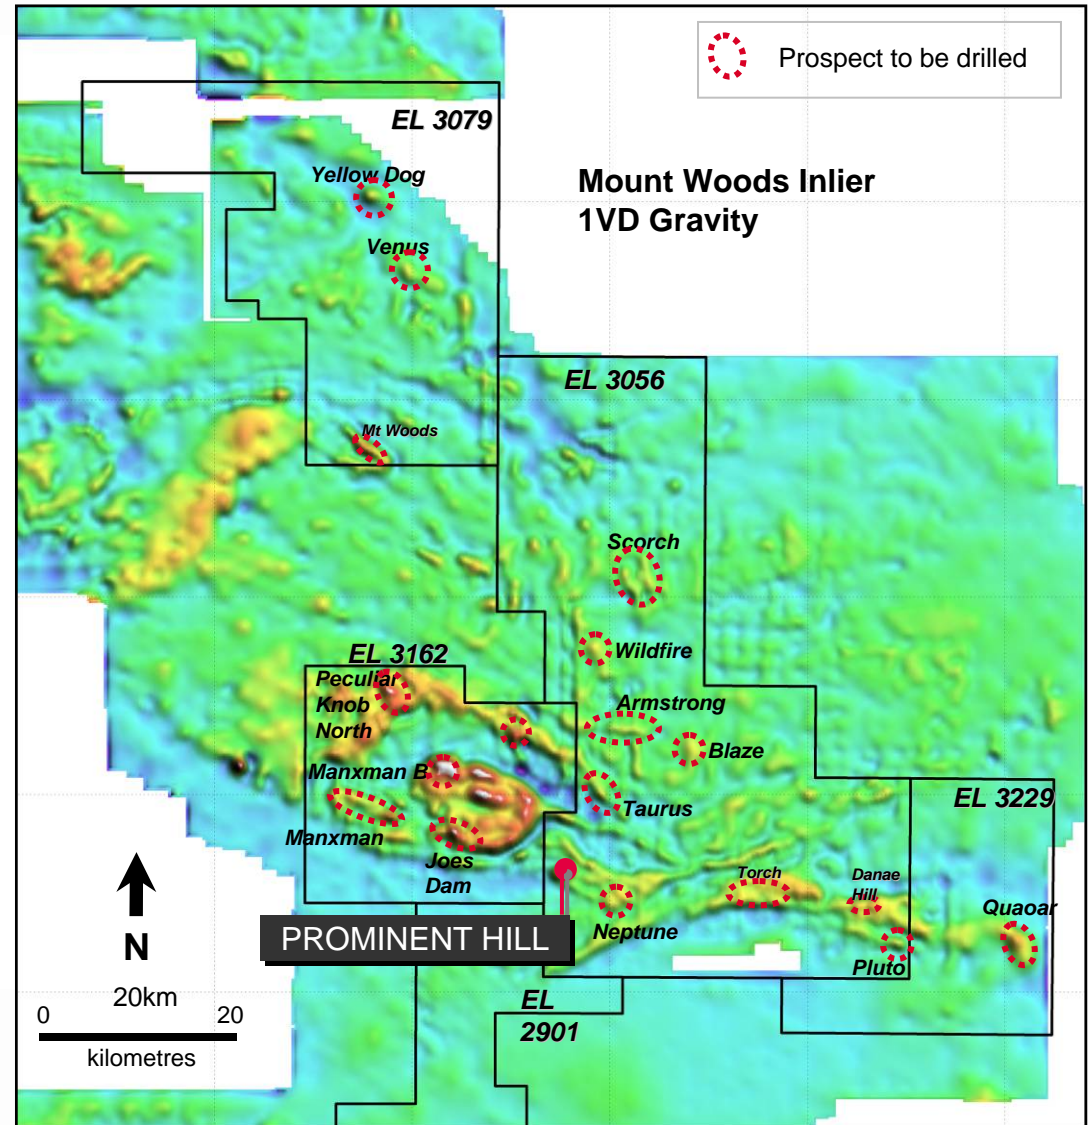 Prospect to be drilled
EL 3079
Mount Woods Inlier
1VD Gravity
Yellow Dog
Venus
EL 3056
Mt Woods
Scorch
Wildfire
EL 3162
Peculiar
Knob
North
Armstrong
Blaze
Manxman B
Taurus
EL 3229
Manxman
Joes
Dam
Torch
Danae
Hill
Quaoar
PROMINENT HILL
Neptune
Pluto
N
20km
0
20
kilometres
EL
2901